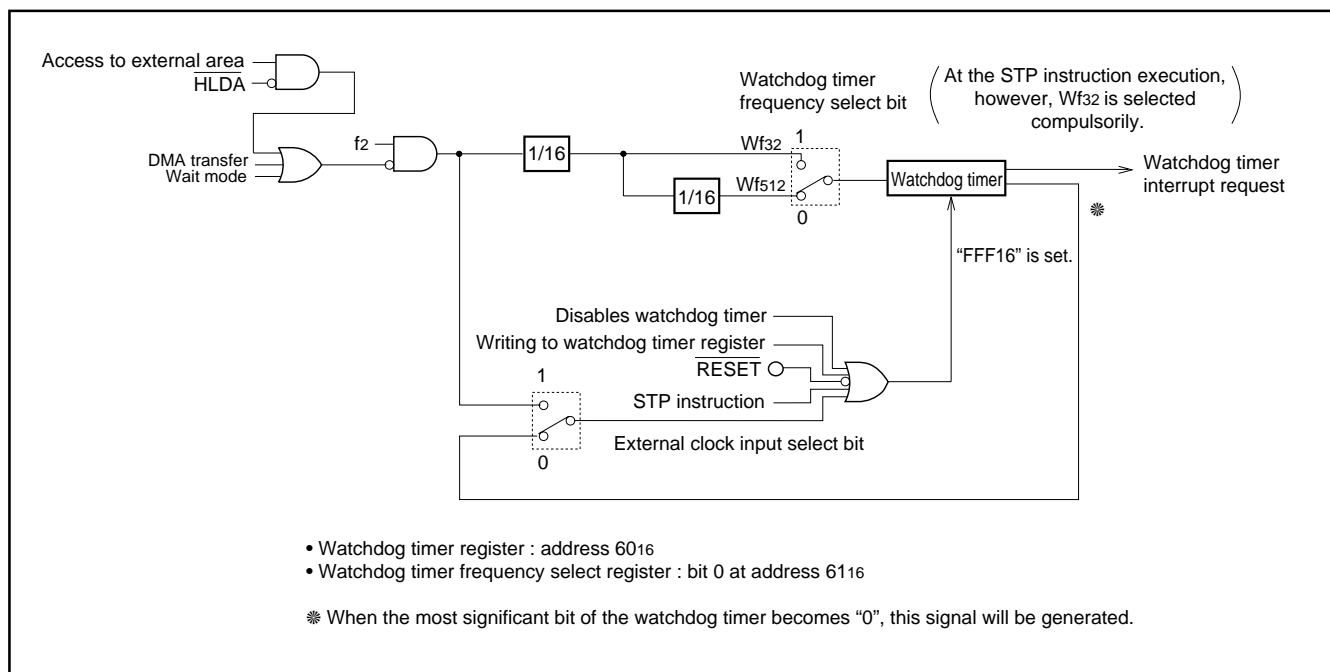 Access to external area
HLDA
DMA transfer
Wait mode
f2
1/16
1/16
Wf32
Wf512
Watchdog timer
frequency select bit
1
0
( At the STP instruction execution,
however, Wf32 is selected
compulsorily. )
Watchdog timer
Watchdog timer
interrupt request
“FFF16” is set.
Disables watchdog timer
Writing to watchdog timer register
RESET
STP instruction
1
0
External clock input select bit
• Watchdog timer register : address 6016
• Watchdog timer frequency select register : bit 0 at address 6116
❋ When the most significant bit of the watchdog timer becomes “0”, this signal will be generated.